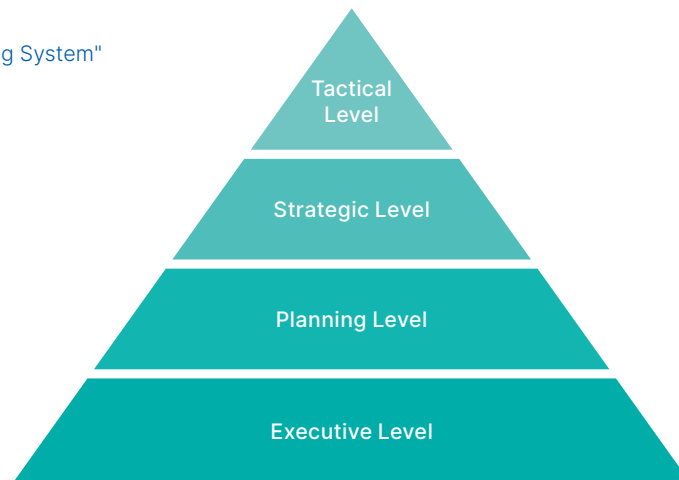 g System"
Tactical
Level
Strategic Level
Planning Level
Executive Level